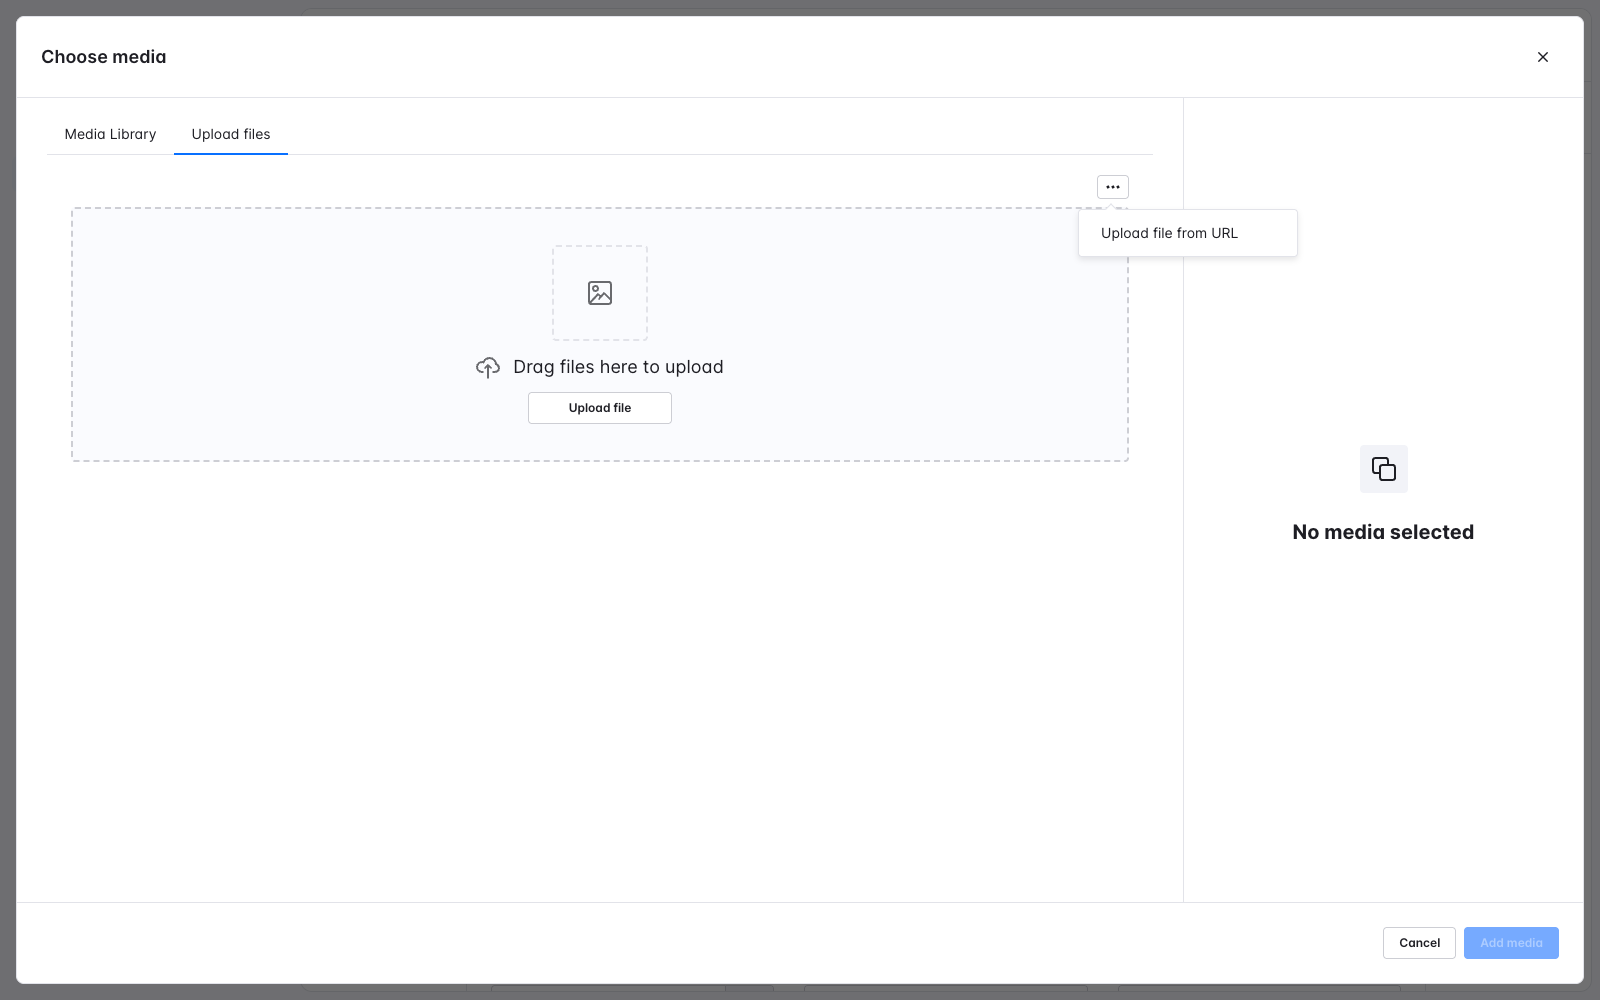 Choose media
Media Library
Upload files
Upload file from URL
Drag files here to upload
Upload file
No media selected
Cancel
Add media